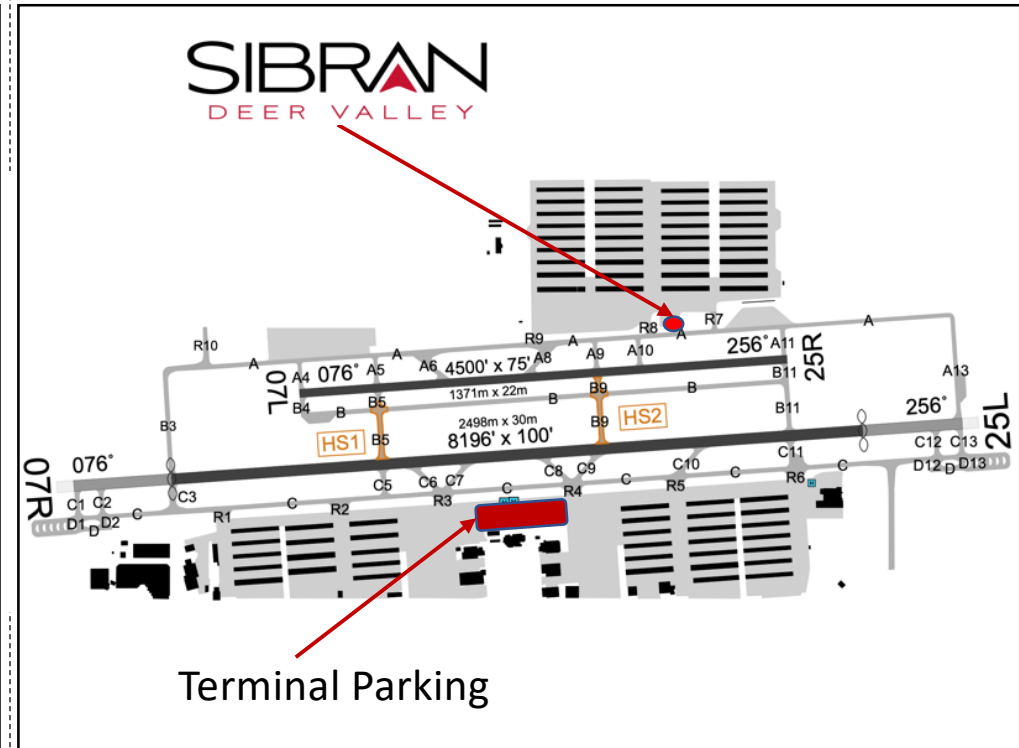 SIBRAN
DEER VALLEY
R10
A
A4
076°
A5
A
A6
4500' x 75'
1371m x 22m
R9
A
A8
A9
R8
A
R7
A10
256°
A11
25R
A
A13
07L
B4
B
B5
B5
B
B9
B9
B
B11
B11
B3
HS1
2498m x 30m
8196' x 100'
HS2
256°
25L
07R
076°
C1
C2
C3
C5
C6
C7
C8
C9
C10
C11
C12
C13
D1
D
D2
C
R1
C
R2
R3
C
R4
C
R5
C
R6
H
C
D12
D
D13
H
H
Terminal Parking